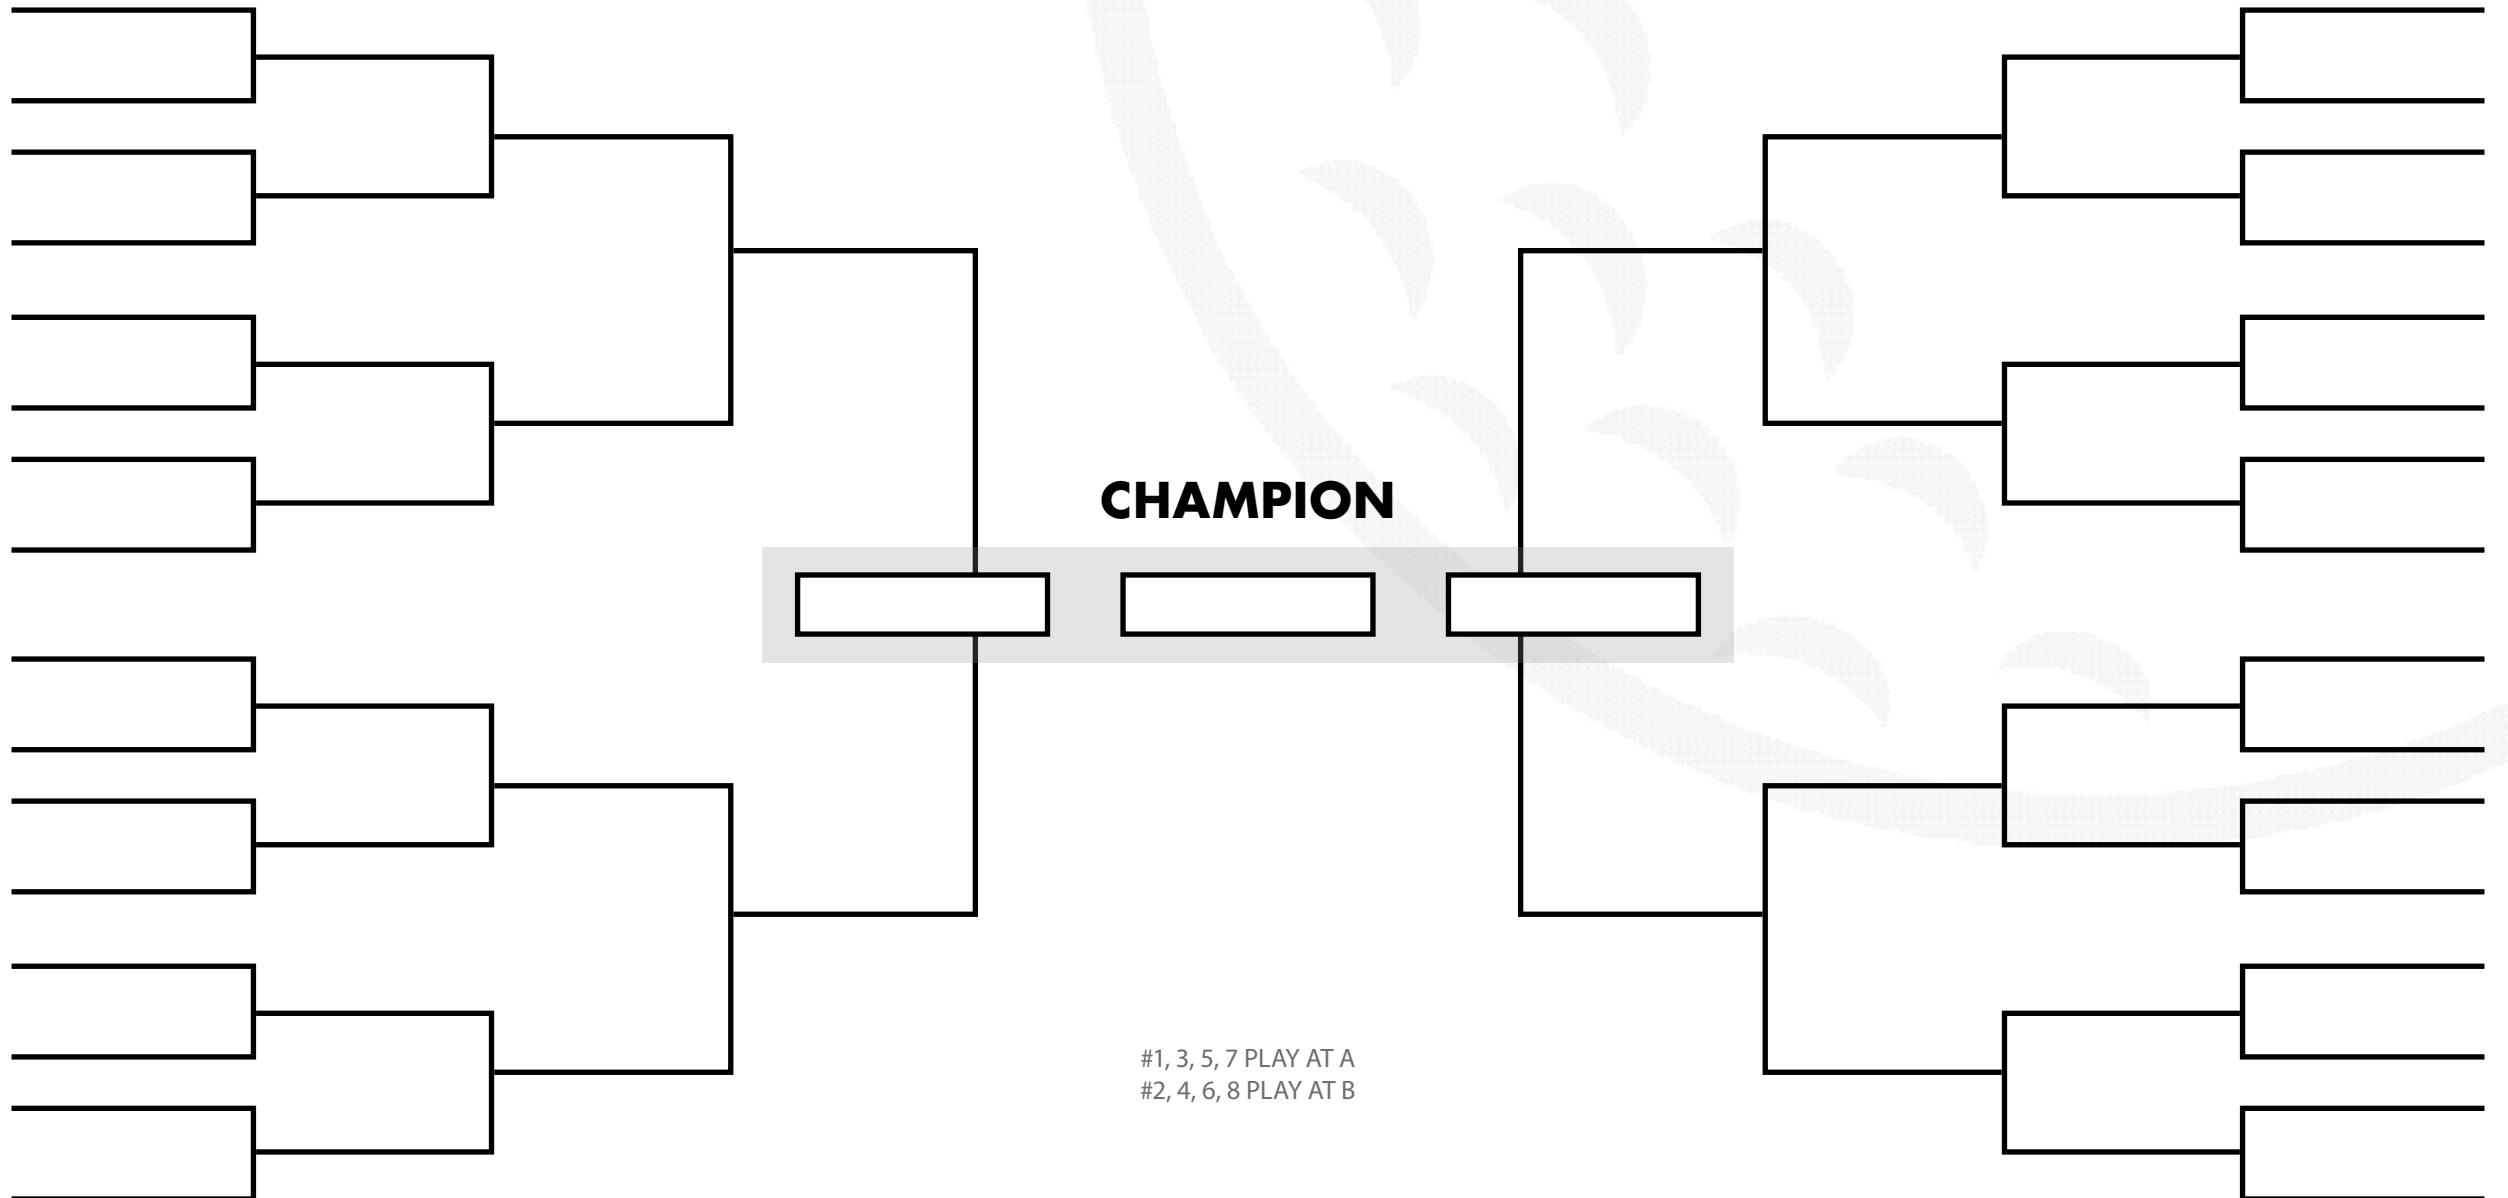 CHAMPION
#1, 3, 5, 7 PLAY AT A
#2, 4, 6, 8 PLAY AT B